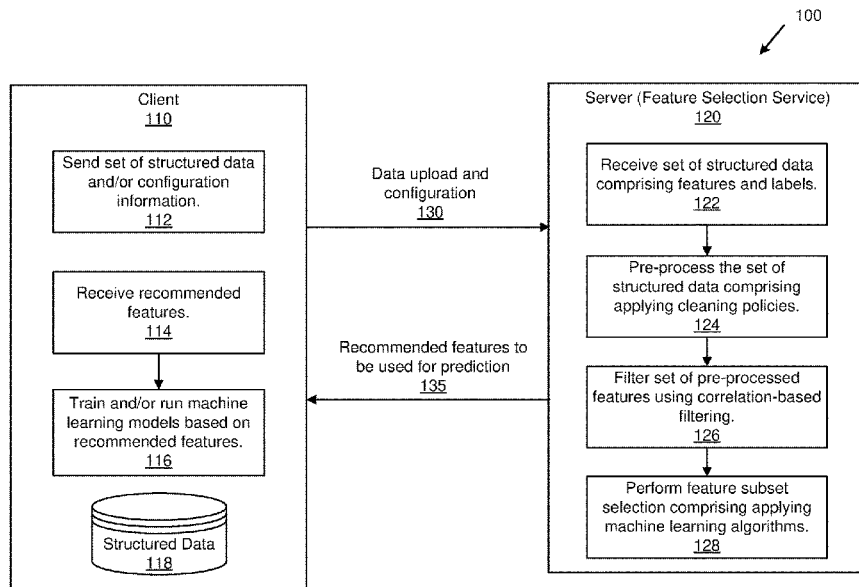 100
Client
110
Send set of structured data
and/or configuration
information.
112
Receive recommended
features.
114
Train and/or run machine
learning models based on
recommended features.
116
Structured Data
118
Data upload and
configuration
130
Recommended features to
be used for prediction
135
Server (Feature Selection Service)
120
Receive set of structured
data comprising features and labels.
122
Pre-process the set of
structured data comprising
applying cleaning policies.
124
Filter set of pre-processed
features using correlation-based
filtering.
126
Perform feature subset
selection comprising applying
machine learning algorithms.
128